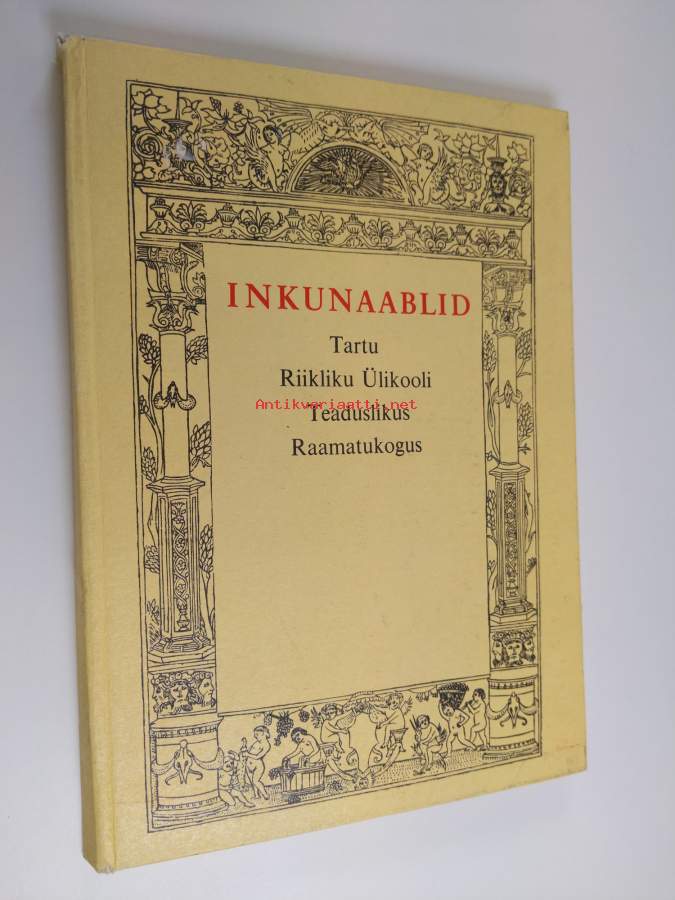 INKUNAABLID
Tartu
Riikliku Ülikooli
Antikvariaatti.net
Teaduslikus
Raamatukogus